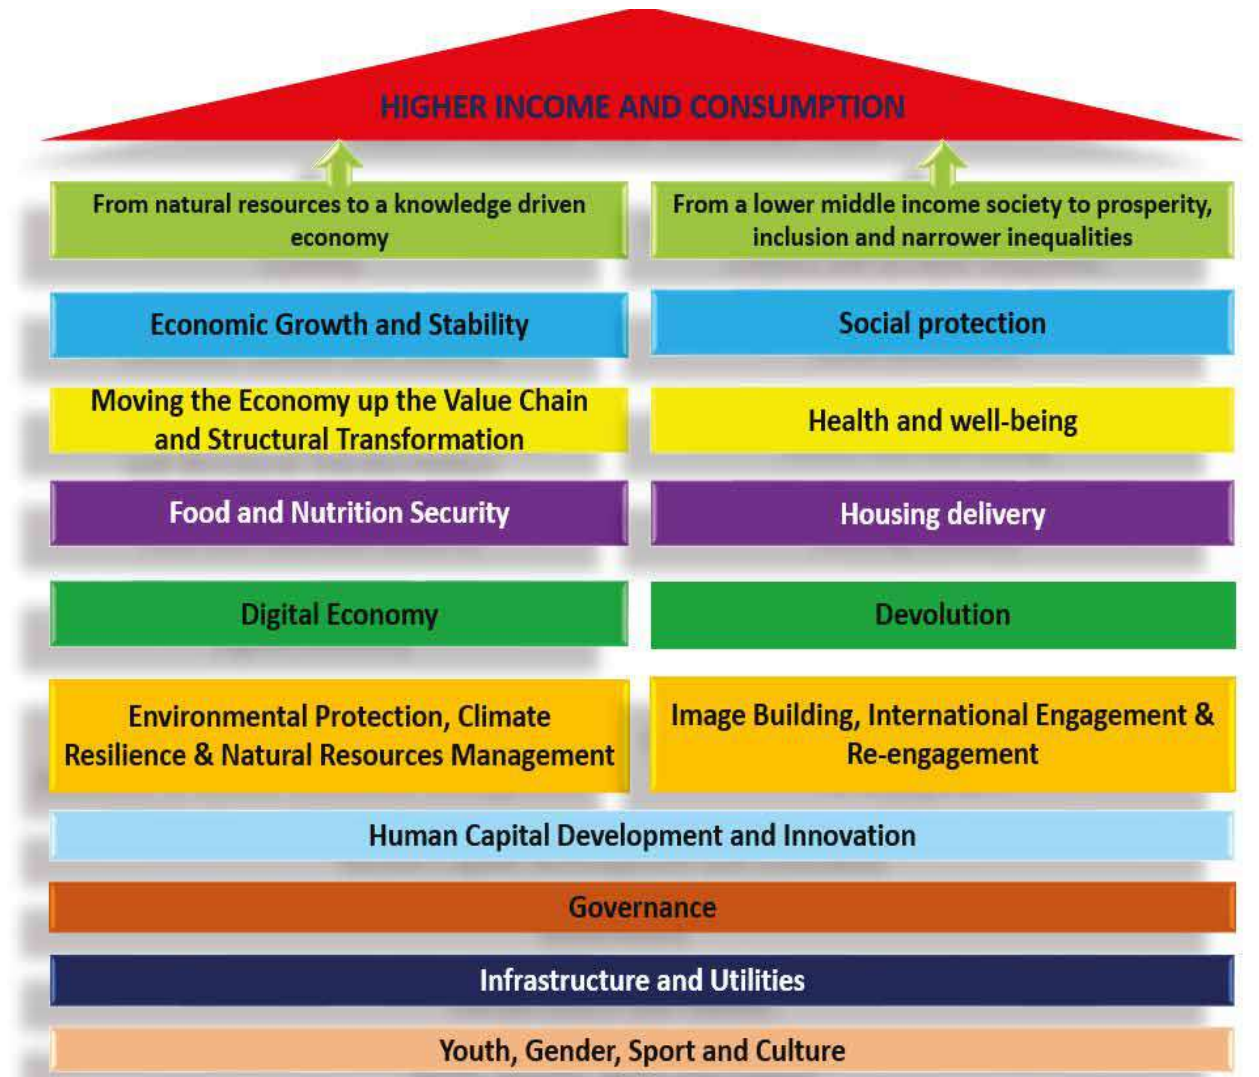 HIGHER INCOME AND CONSUMPTION
From natural resources to a knowledge driven
economy
From a lower middle income society to prosperity,
inclusion and narrower inequalities
Economic Growth and Stability
Social protection
Moving the Economy up the Value Chain
and Structural Transformation
Health and well-being
Food and Nutrition Security
Housing delivery
Digital Economy
Devolution
Environmental Protection, Climate
Resilience & Natural Resources Management
Image Building, International Engagement &
Re-engagement
Human Capital Development and Innovation
Governance
Infrastructure and Utilities
Youth, Gender, Sport and Culture